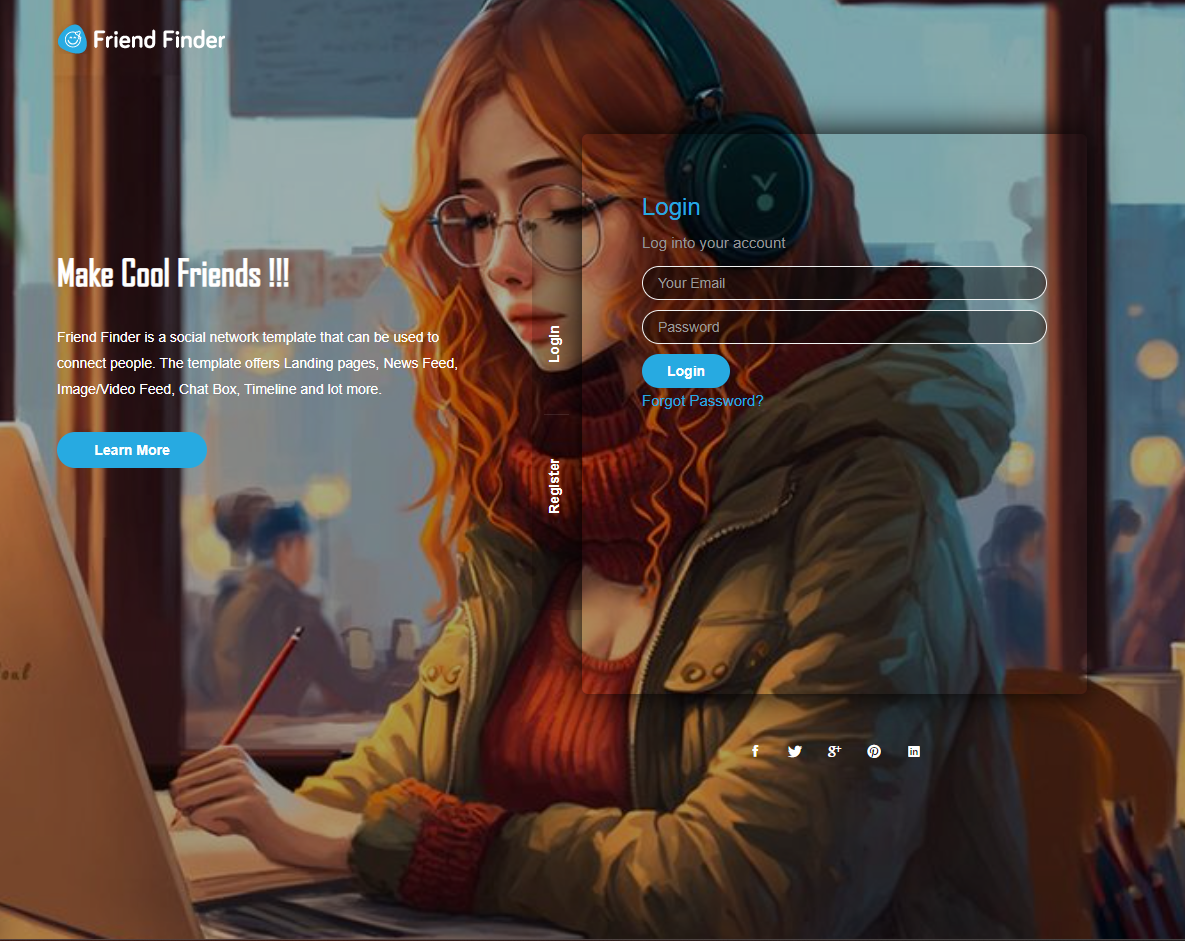 Friend Finder
Make Cool Friends !!!
Friend Finder is a social network template that can be used to
connect people. The template offers Landing pages, News Feed,
Image/Video Feed, Chat Box, Timeline and lot more.
Learn More
Login
Register
Login
Log into your account
Your Email
Password
Login
Forgot Password?